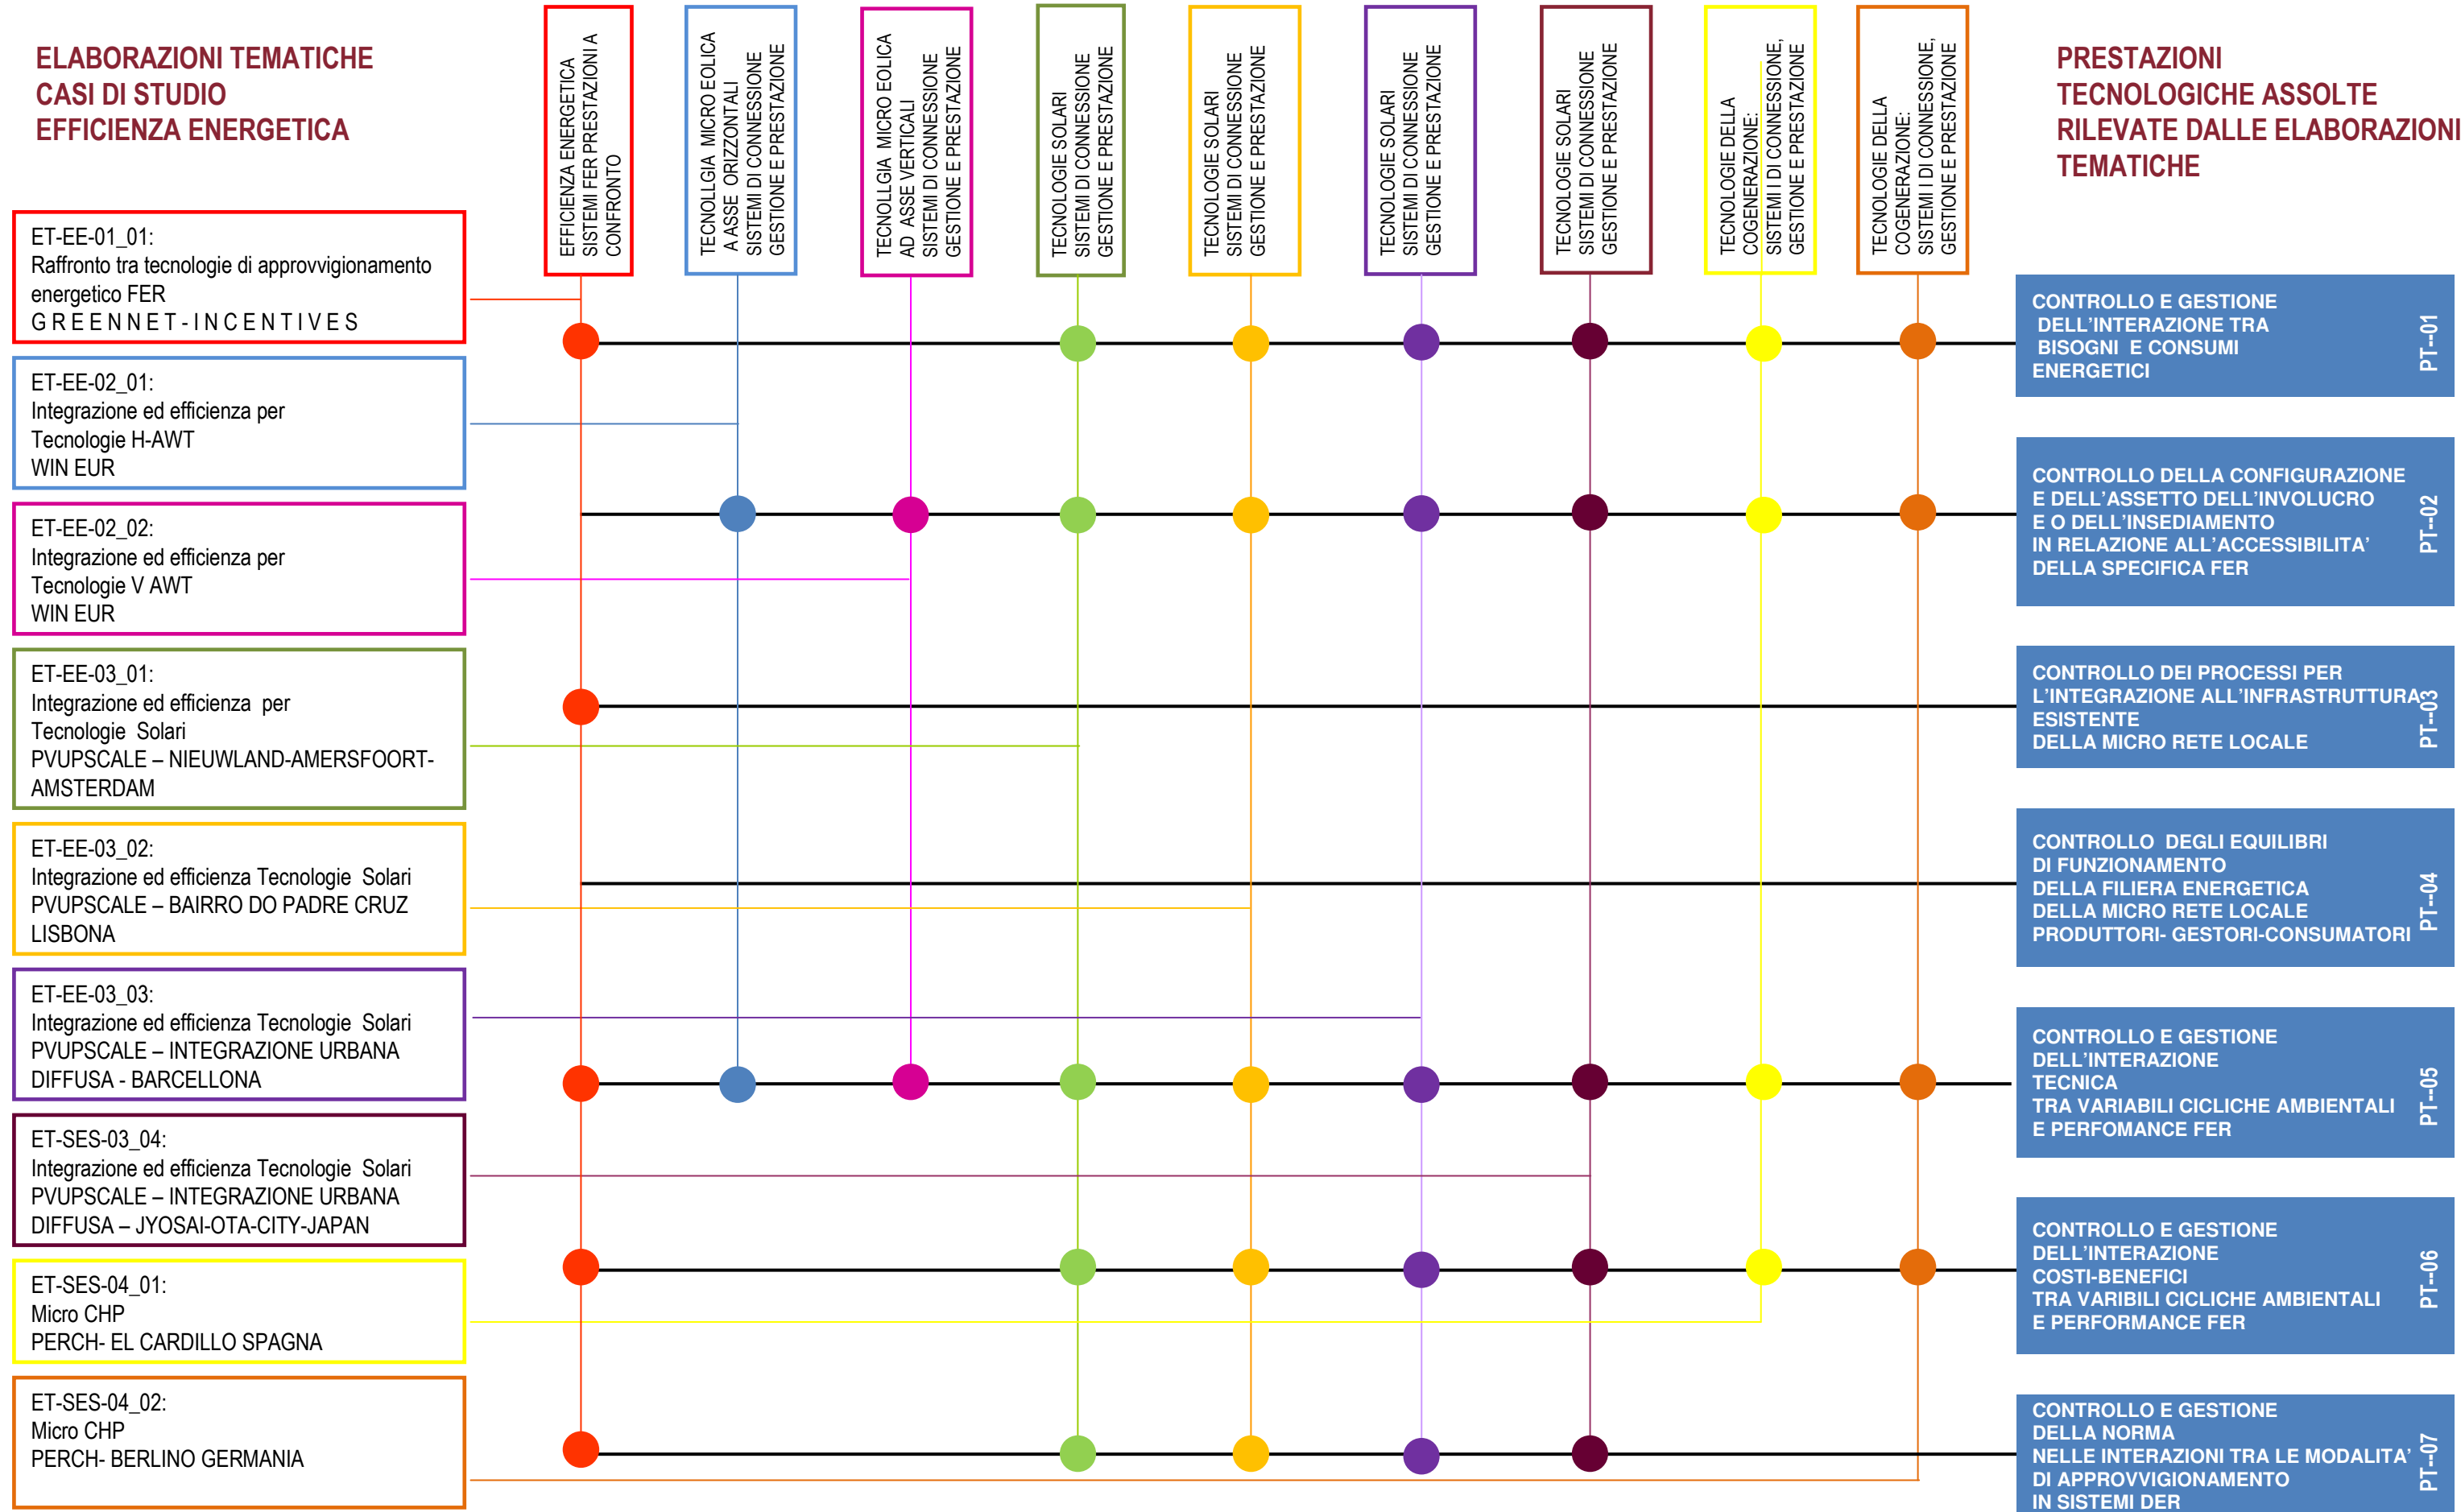 ELABORAZIONI TEMATICHE
CASI DI STUDIO
EFFICIENZA ENERGETICA
EFFICIENZA ENERGETICA
SISTEMI FER PRESTAZIONI A
CONFRONTO
TECNOLLGIA MICRO EOLICA
A ASSE ORIZZONTALI
SISTEMI DI CONNESSIONE
GESTIONE E PRESTAZIONE
TECNOLLGIA MICRO EOLICA
AD ASSE VERTICALI
SISTEMI DI CONNESSIONE
GESTIONE E PRESTAZIONE
TECNOLOGIE SOLARI
SISTEMI DI CONNESSIONE
GESTIONE E PRESTAZIONE
TECNOLOGIE SOLARI
SISTEMI DI CONNESSIONE
GESTIONE E PRESTAZIONE
TECNOLOGIE SOLARI
SISTEMI DI CONNESSIONE
GESTIONE E PRESTAZIONE
TECNOLOGIE SOLARI
SISTEMI DI CONNESSIONE
GESTIONE E PRESTAZIONE
TECNOLOGIE DELLA
COGENERAZIONE:
SISTEMI I DI CONNESSIONE,
GESTIONE E PRESTAZIONE
TECNOLOGIE DELLA
COGENERAZIONE:
SISTEMI I DI CONNESSIONE,
GESTIONE E PRESTAZIONE
PRESTAZIONI
TECNOLOGICHE ASSOLTE
RILEVATE DALLE ELABORAZIONI
TEMATICHE
ET-EE-01_01:
Raffronto tra tecnologie di approvvigionamento
energetico FER
G R E E N N E T - I N C E N T I V E S
ET-EE-02_01:
Integrazione ed efficienza per
Tecnologie H-AWT
WIN EUR
ET-EE-02_02:
Integrazione ed efficienza per
Tecnologie V AWT
WIN EUR
ET-EE-03_01:
Integrazione ed efficienza per
Tecnologie Solari
PVUPSCALE – NIEUWLAND-AMERSFOORT-
AMSTERDAM
ET-EE-03_02:
Integrazione ed efficienza Tecnologie Solari
PVUPSCALE – BAIRRO DO PADRE CRUZ
LISBONA
ET-EE-03_03:
Integrazione ed efficienza Tecnologie Solari
PVUPSCALE – INTEGRAZIONE URBANA
DIFFUSA - BARCELLONA
ET-SES-03_04:
Integrazione ed efficienza Tecnologie Solari
PVUPSCALE – INTEGRAZIONE URBANA
DIFFUSA – JYOSAI-OTA-CITY-JAPAN
ET-SES-04_01:
Micro CHP
PERCH- EL CARDILLO SPAGNA
ET-SES-04_02:
Micro CHP
PERCH- BERLINO GERMANIA
CONTROLLO E GESTIONE
DELL'INTERAZIONE TRA
BISOGNI E CONSUMI
ENERGETICI
PT--01
CONTROLLO DELLA CONFIGURAZIONE
E DELL'ASSETTO DELL'INVOLUCRO
E O DELL'INSEDIAMENTO
IN RELAZIONE ALL'ACCESSIBILITA'
DELLA SPECIFICA FER
PT--02
CONTROLLO DEI PROCESSI PER
L'INTEGRAZIONE ALL'INFRASTRUTTURA
ESISTENTE
DELLA MICRO RETE LOCALE
PT--03
CONTROLLO DEGLI EQUILIBRI
DI FUNZIONAMENTO
DELLA FILIERA ENERGETICA
DELLA MICRO RETE LOCALE
PRODUTTORI- GESTORI-CONSUMATORI
PT--04
CONTROLLO E GESTIONE
DELL'INTERAZIONE
TECNICA
TRA VARIABILI CICLICHE AMBIENTALI
E PERFOMANCE FER
PT--05
CONTROLLO E GESTIONE
DELL'INTERAZIONE
COSTI-BENEFICI
TRA VARIBILI CICLICHE AMBIENTALI
E PERFORMANCE FER
PT--06
CONTROLLO E GESTIONE
DELLA NORMA
NELLE INTERAZIONI TRA LE MODALITA'
DI APPROVVIGIONAMENTO
IN SISTEMI DER
PT--07